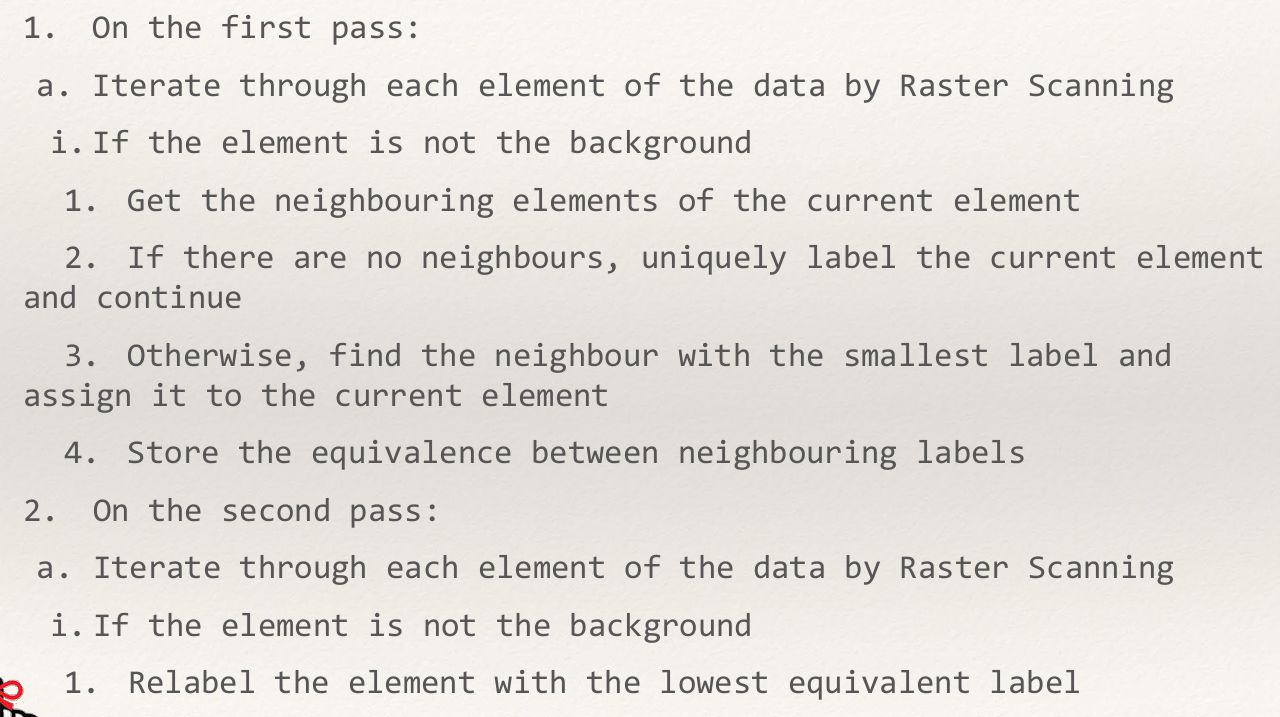 1. On the first pass:
a. Iterate through each element of the data by Raster Scanning
i. If the element is not the background
1. Get the neighbouring elements of the current element
2. If there are no neighbours, uniquely label the current element
and continue
3. Otherwise, find the neighbour with the smallest label and
assign it to the current element
4. Store the equivalence between neighbouring labels
2. On the second pass:
a. Iterate through each element of the data by Raster Scanning
i. If the element is not the background
1. Relabel the element with the lowest equivalent label